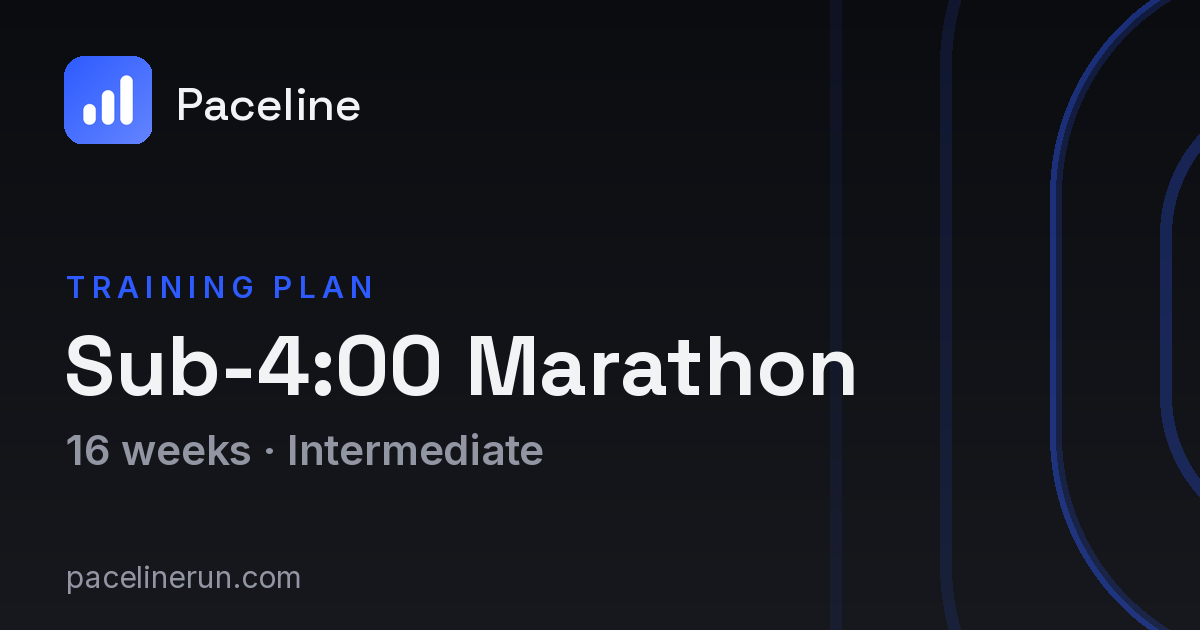 Paceline
TRAINING PLAN
Sub-4:00 Marathon
16 weeks · Intermediate
pacelinerun.com